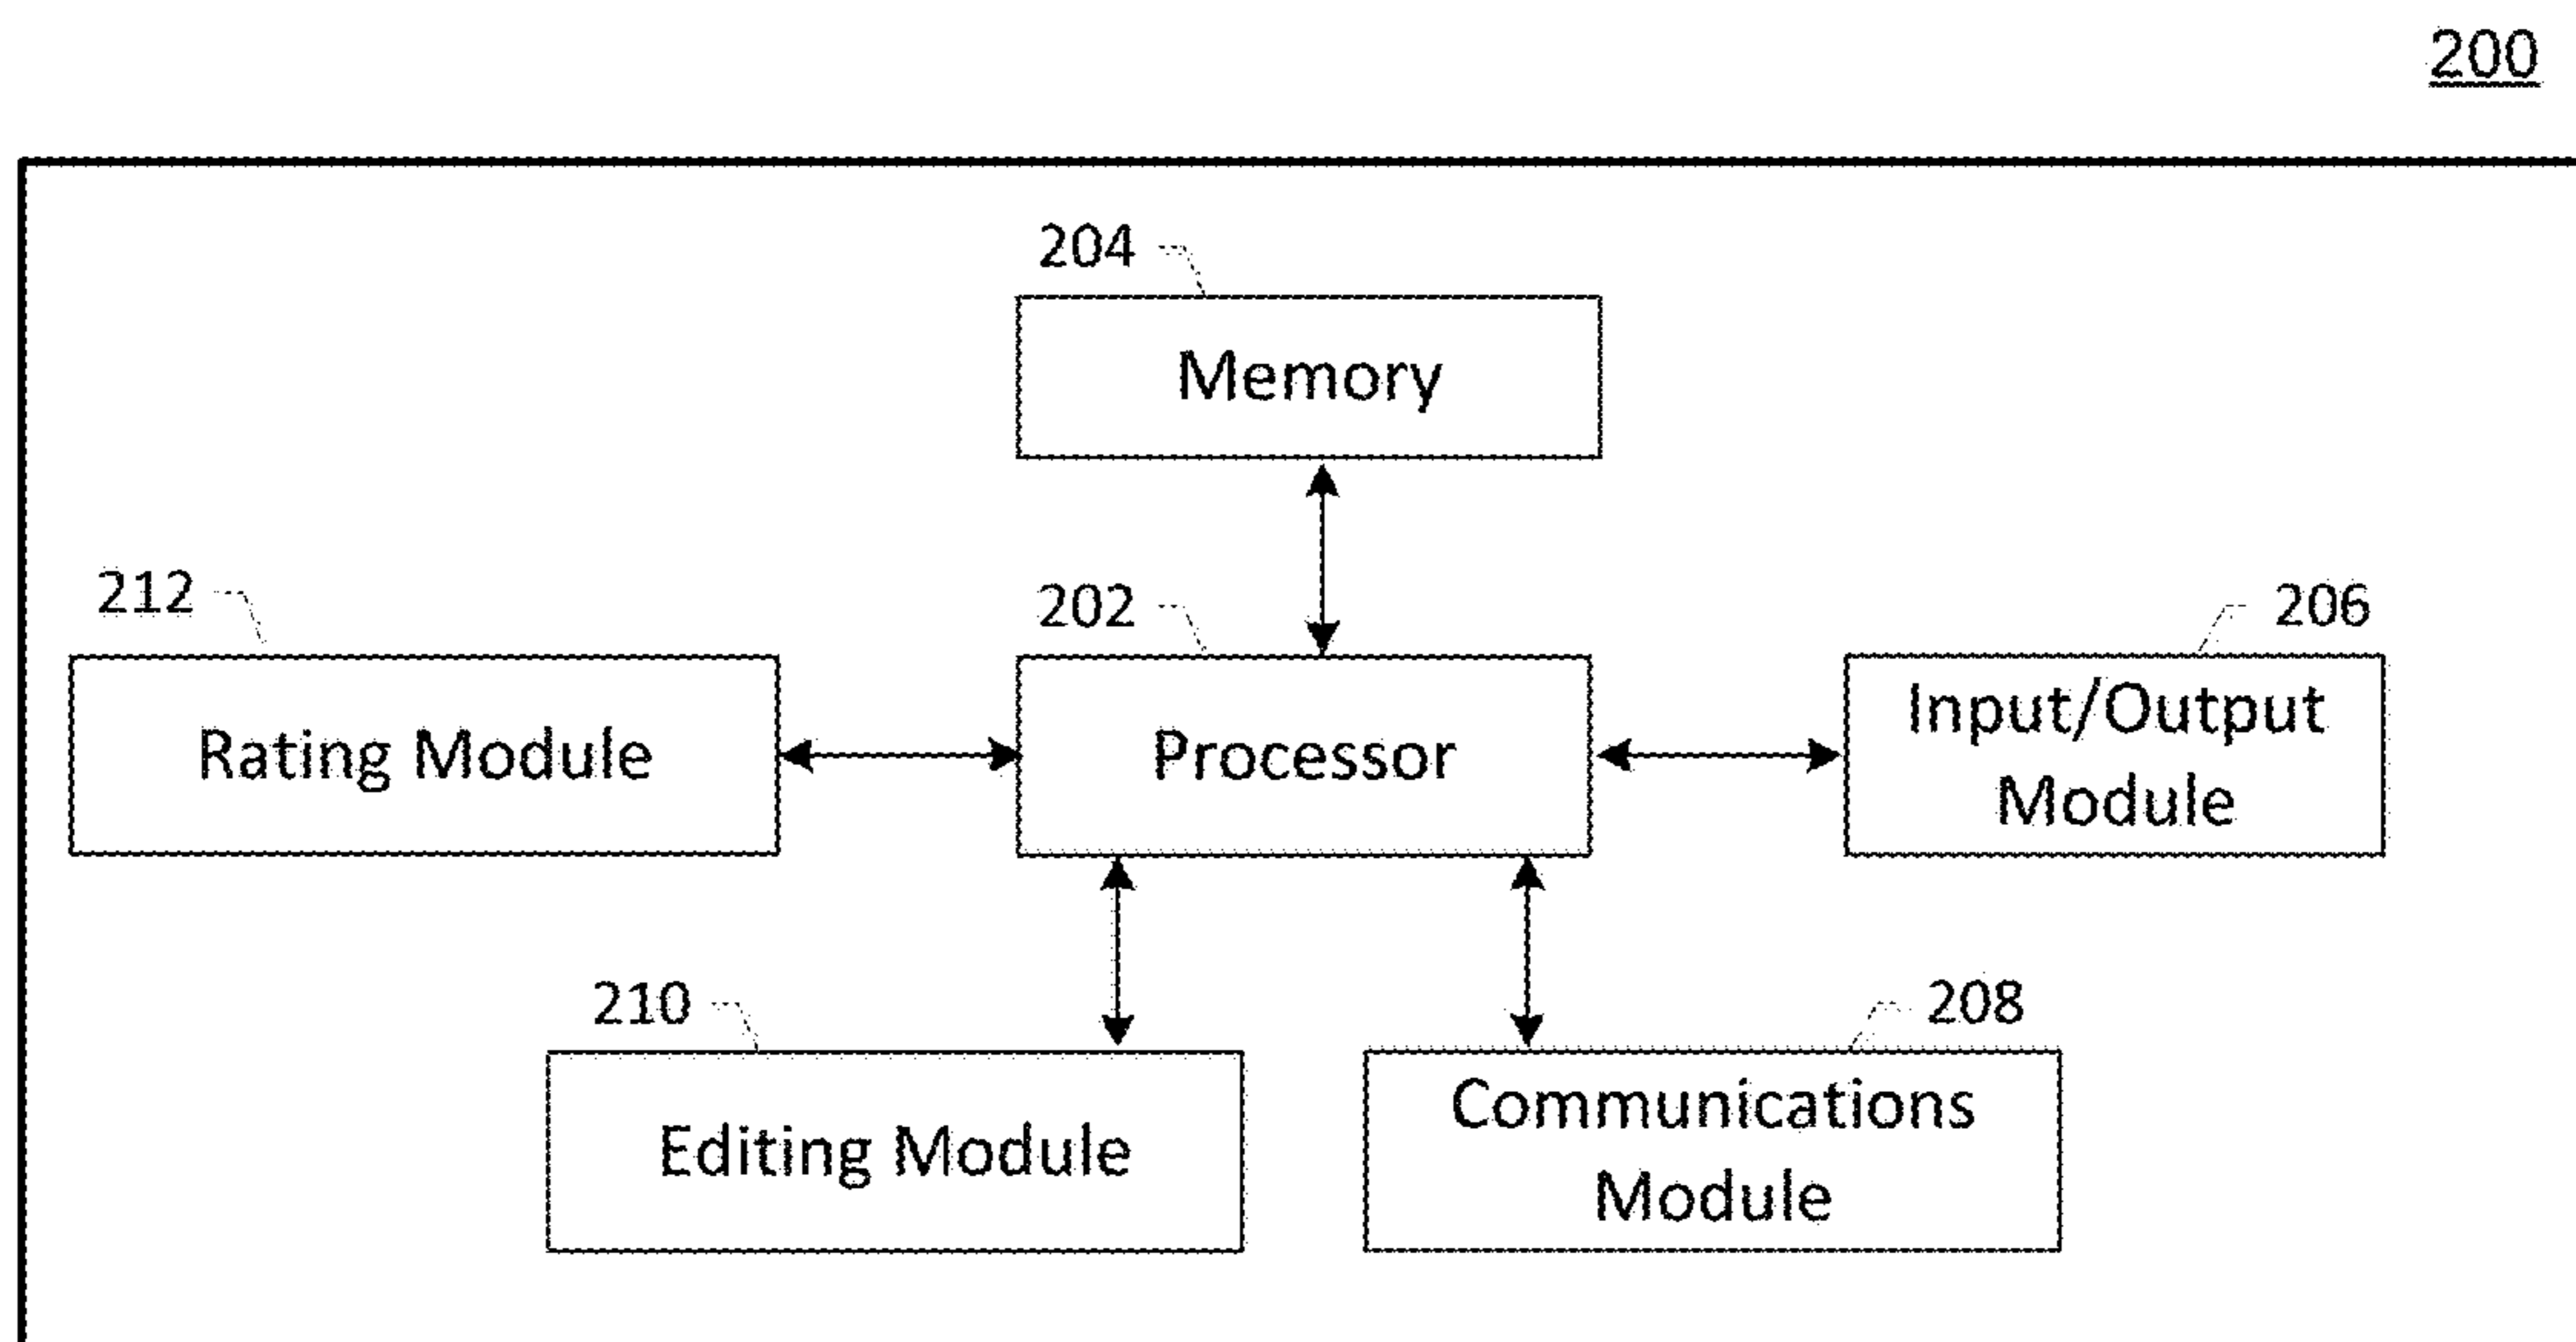 200
204
Memory
212
202
206
Rating Module
Processor
Input/Output
Module
210
208
Editing Module
Communications
Module